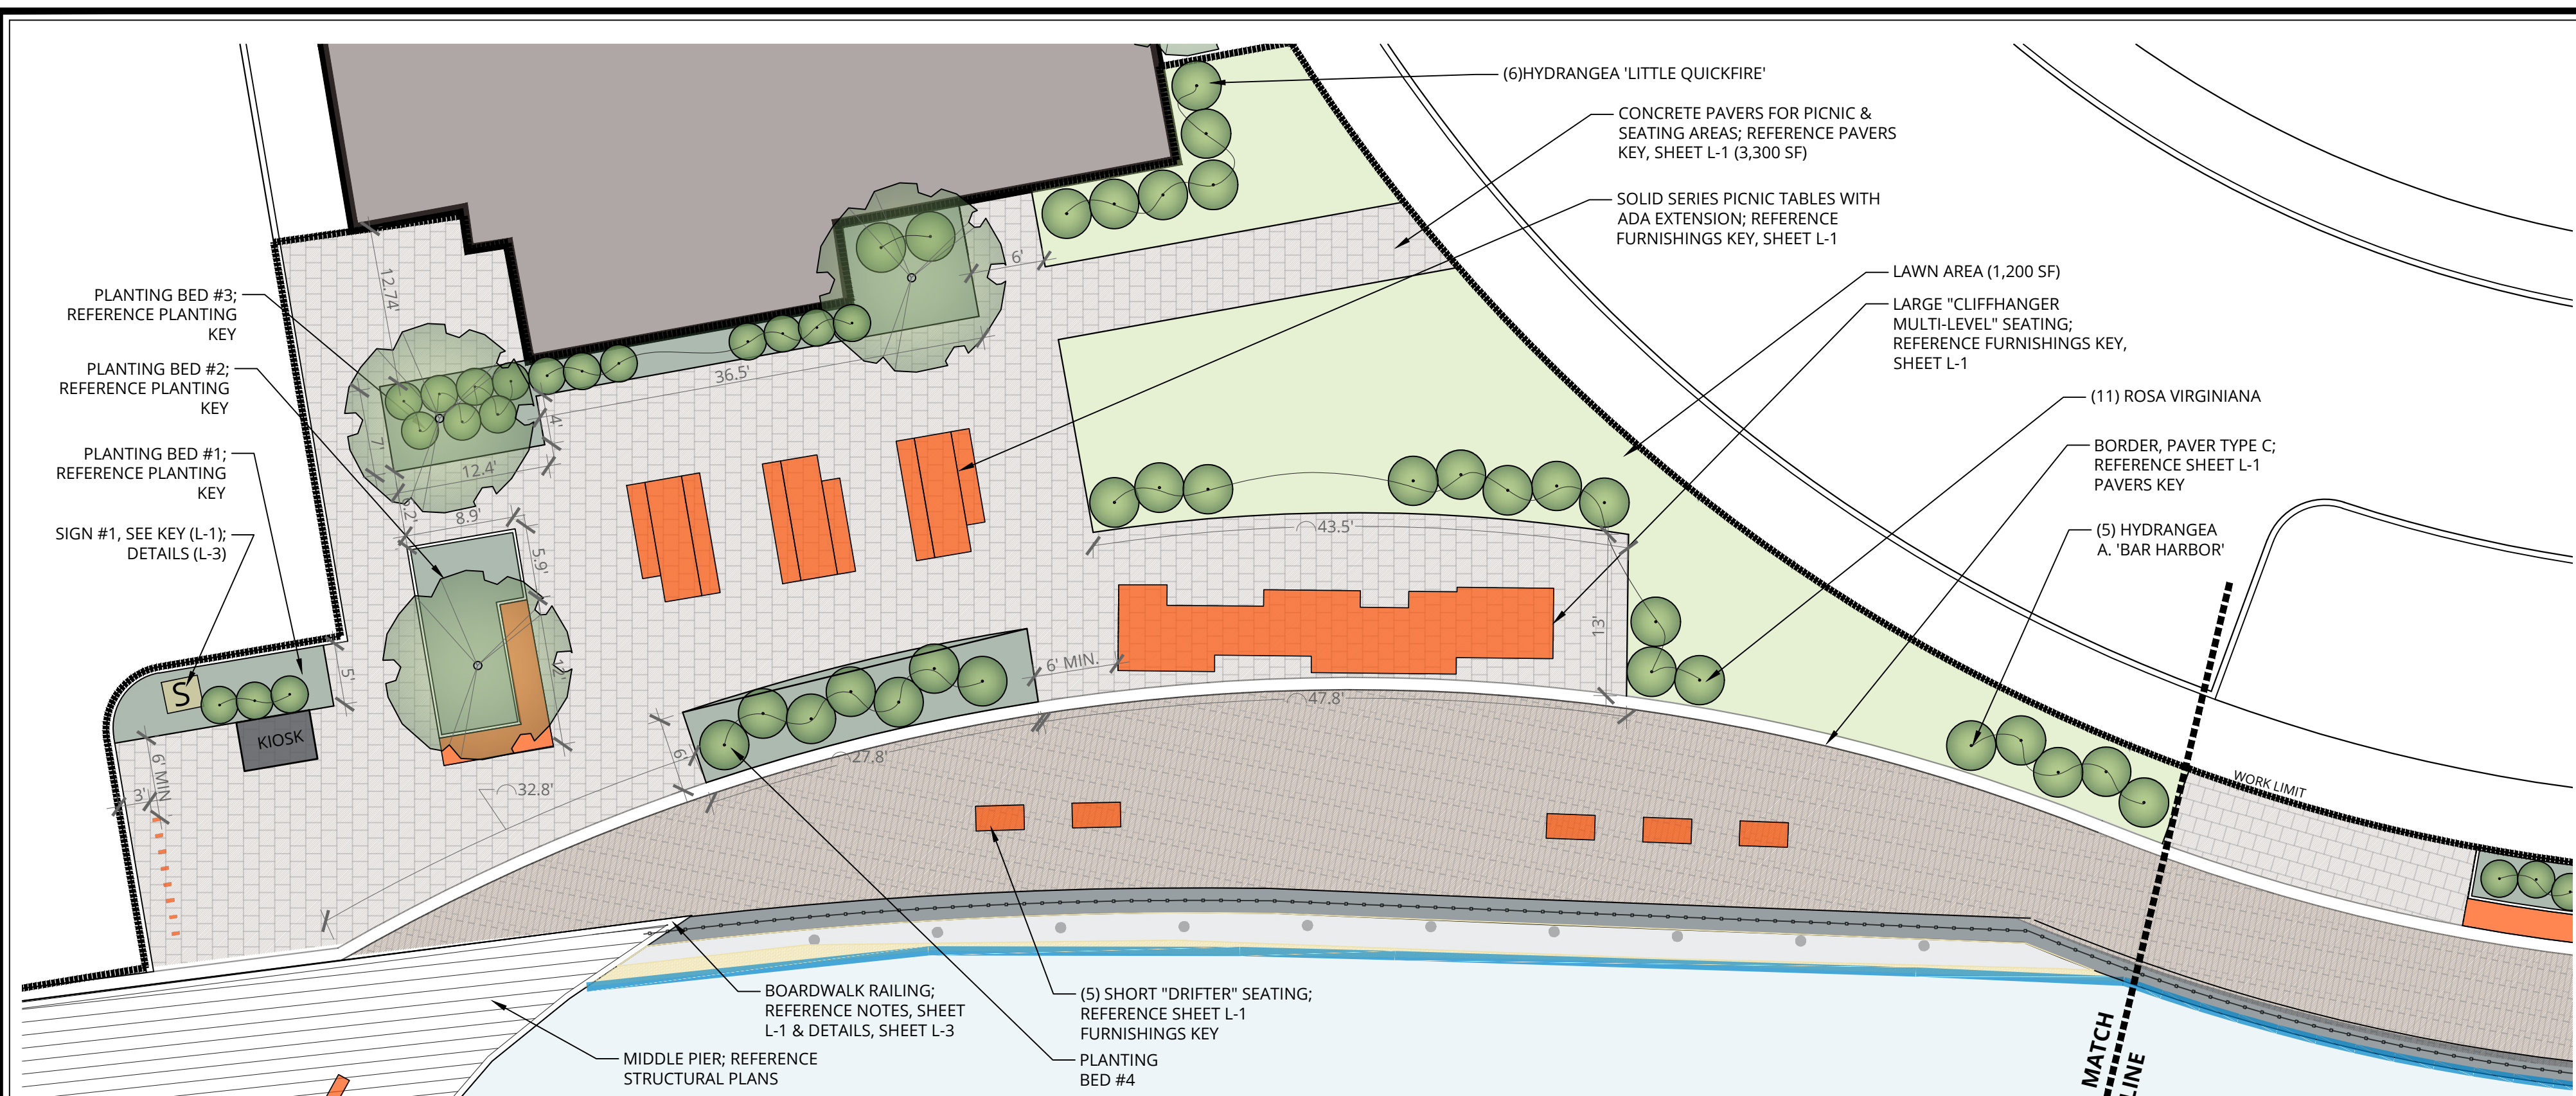 (6)HYDRANGEA 'LITTLE QUICKFIRE'
CONCRETE PAVERS FOR PICNIC &
SEATING AREAS; REFERENCE PAVERS
KEY, SHEET L-1 (3,300 SF)
SOLID SERIES PICNIC TABLES WITH
ADA EXTENSION; REFERENCE
FURNISHINGS KEY, SHEET L-1
LAWN AREA (1,200 SF)
LARGE "CLIFFHANGER
MULTI-LEVEL" SEATING;
REFERENCE FURNISHINGS KEY,
SHEET L-1
(11) ROSA VIRGINIANA
BORDER, PAVER TYPE C;
REFERENCE SHEET L-1
PAVERS KEY
(5) HYDRANGEA
A. 'BAR HARBOR'
PLANTING BED #3;
REFERENCE PLANTING
KEY
PLANTING BED #2;
REFERENCE PLANTING
KEY
PLANTING BED #1;
REFERENCE PLANTING
KEY
SIGN #1, SEE KEY (L-1);
DETAILS (L-3)
12.74'
6'
36.5'
4'
7'
12.4'
8.9'
5.9'
43.5'
13'
6' MIN.
47.8'
5'
S
KIOSK
12'
6' MIN
3'
32.8'
6'
27.8'
WORK LIMIT
BOARDWALK RAILING;
REFERENCE NOTES, SHEET
L-1 & DETAILS, SHEET L-3
MIDDLE PIER; REFERENCE
STRUCTURAL PLANS
(5) SHORT "DRIFTER" SEATING;
REFERENCE SHEET L-1
FURNISHINGS KEY
PLANTING
BED #4
MATCH
LINE